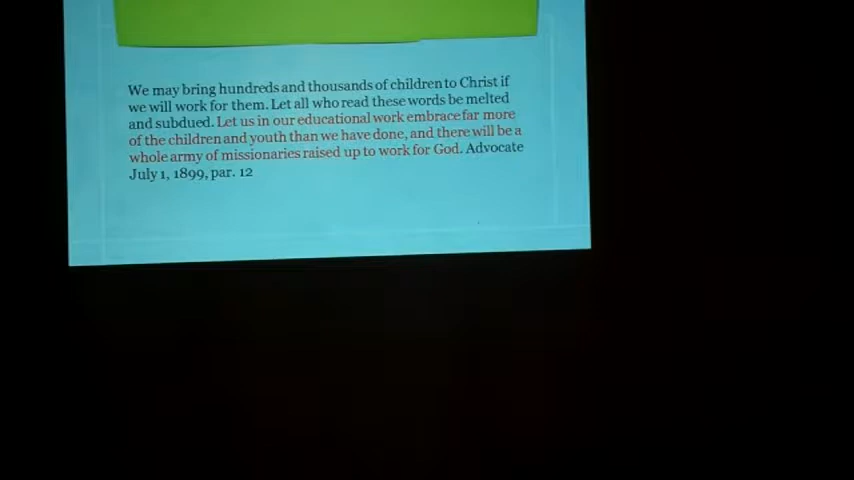 We may bring hundreds and thousands of children to Christ if
we will work for them. Let all who read these words be melted
and subdued. Let us in our educational work embrace far more
of the children and youth than we have done, and there will be a
whole army of missionaries raised up to work for God. Advocate
July 1, 1899, par. 12